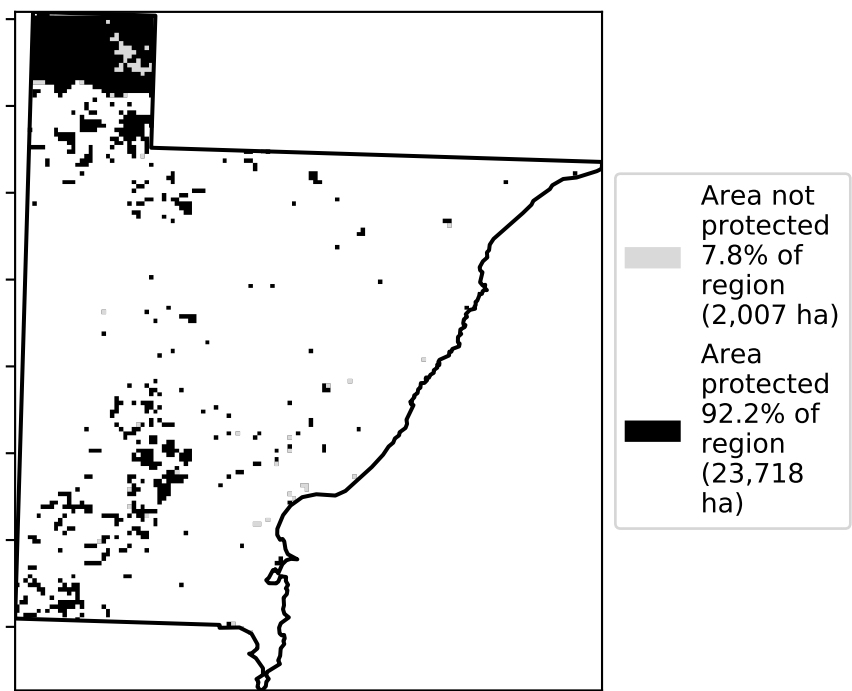 Area not
protected
7.8% of
region
(2,007 ha)
Area
protected
92.2% of
region
(23,718
ha)